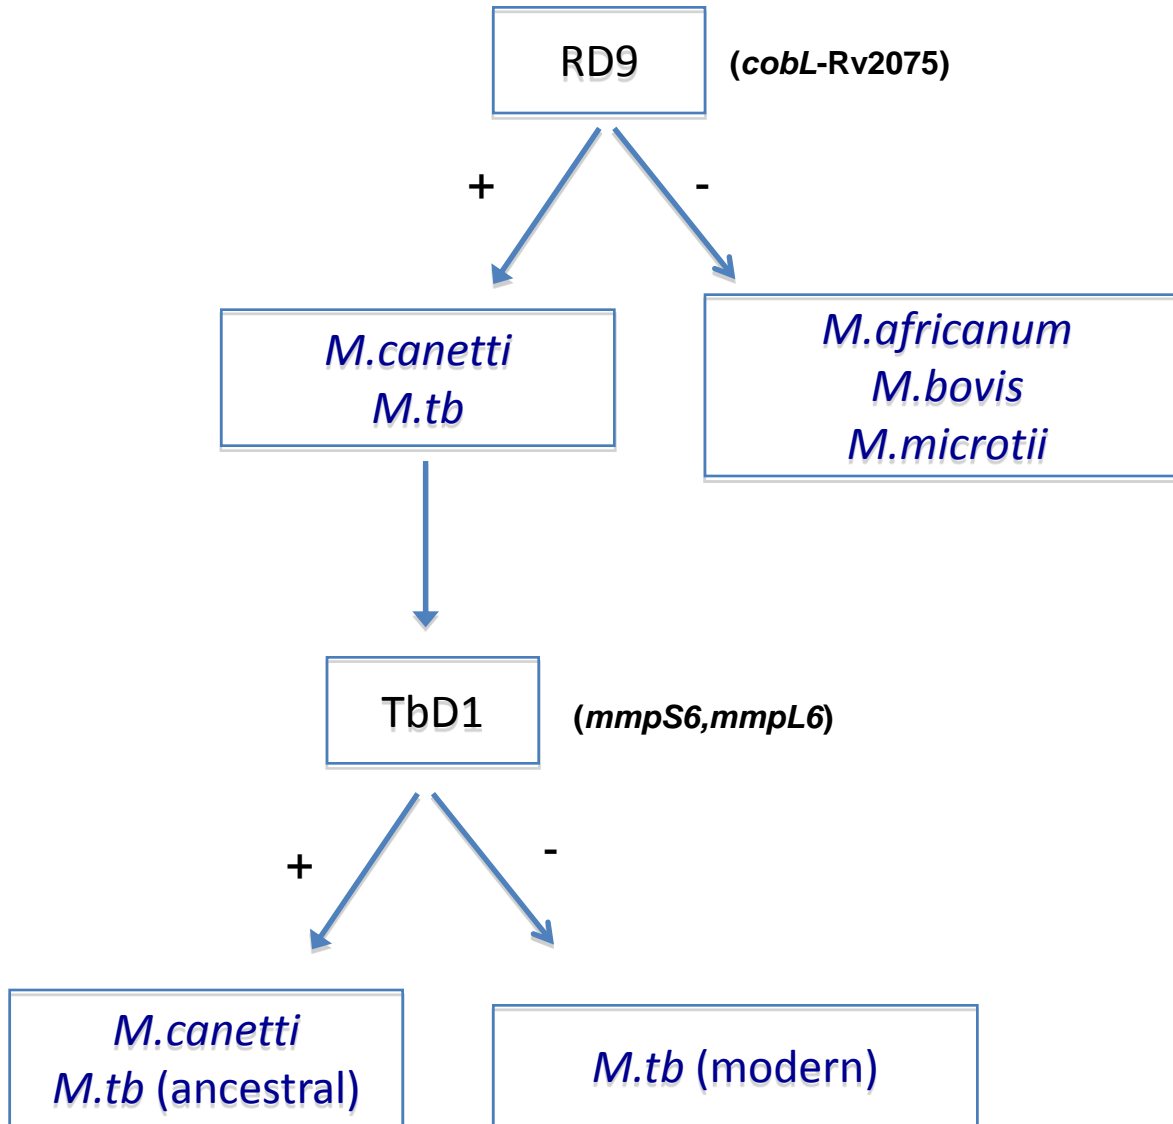 RD9
(cobL-Rv2075)
+
-
M.canetti
M.tb
M.africanum
M.bovis
M.microtii
TbD1
(mmpS6,mmpL6)
+
-
M.canetti
M.tb (ancestral)
M.tb (modern)